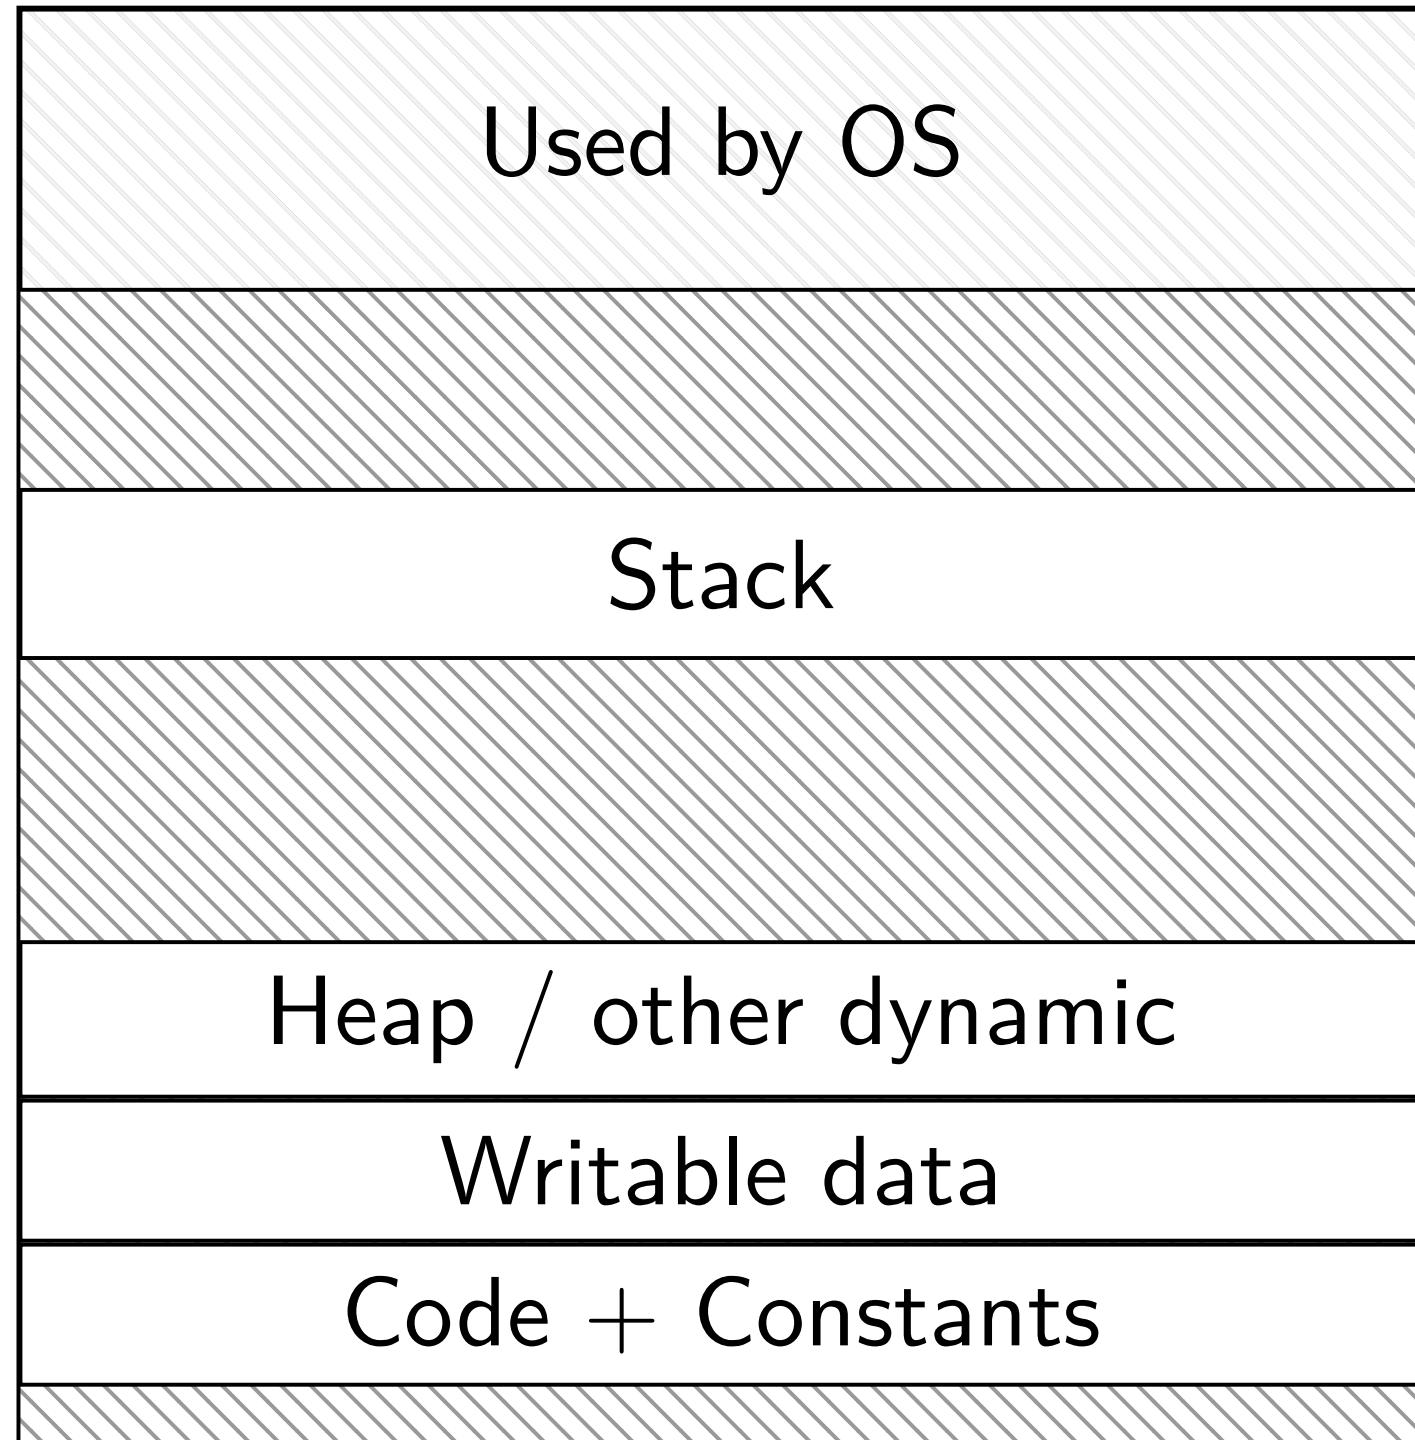 Used by OS
Stack
Heap / other dynamic
Writable data
Code + Constants